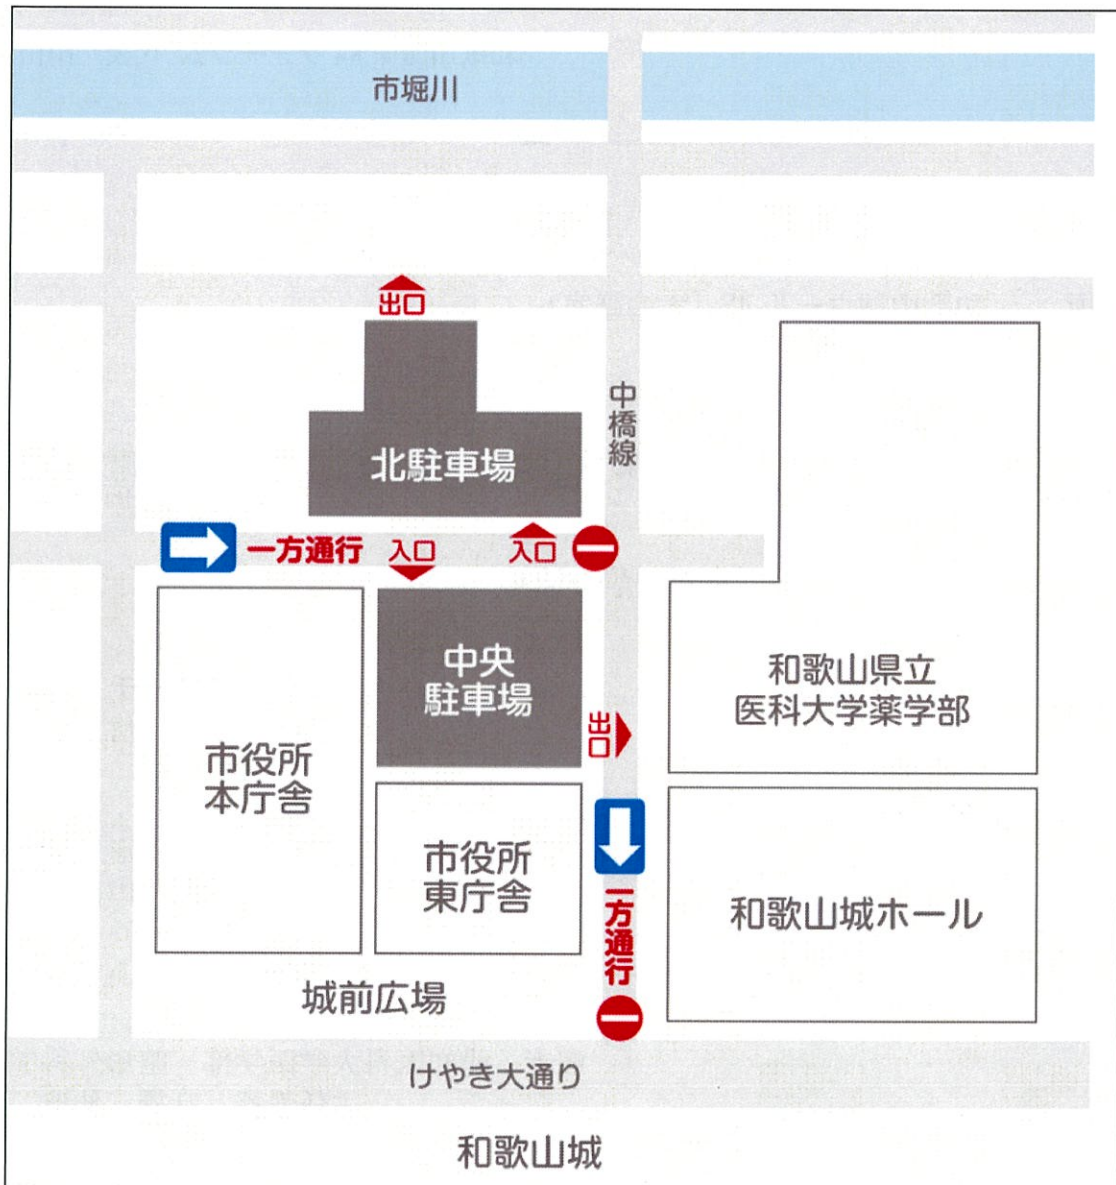 市堀川
出口
中橋線
北駐車場
一方通行
入口
入口
中央
駐車場
和歌山県立
医科大学薬学部
出口
市役所
本庁舎
市役所
東庁舎
和歌山城ホール
一方通行
城前広場
けやき大通り
和歌山城